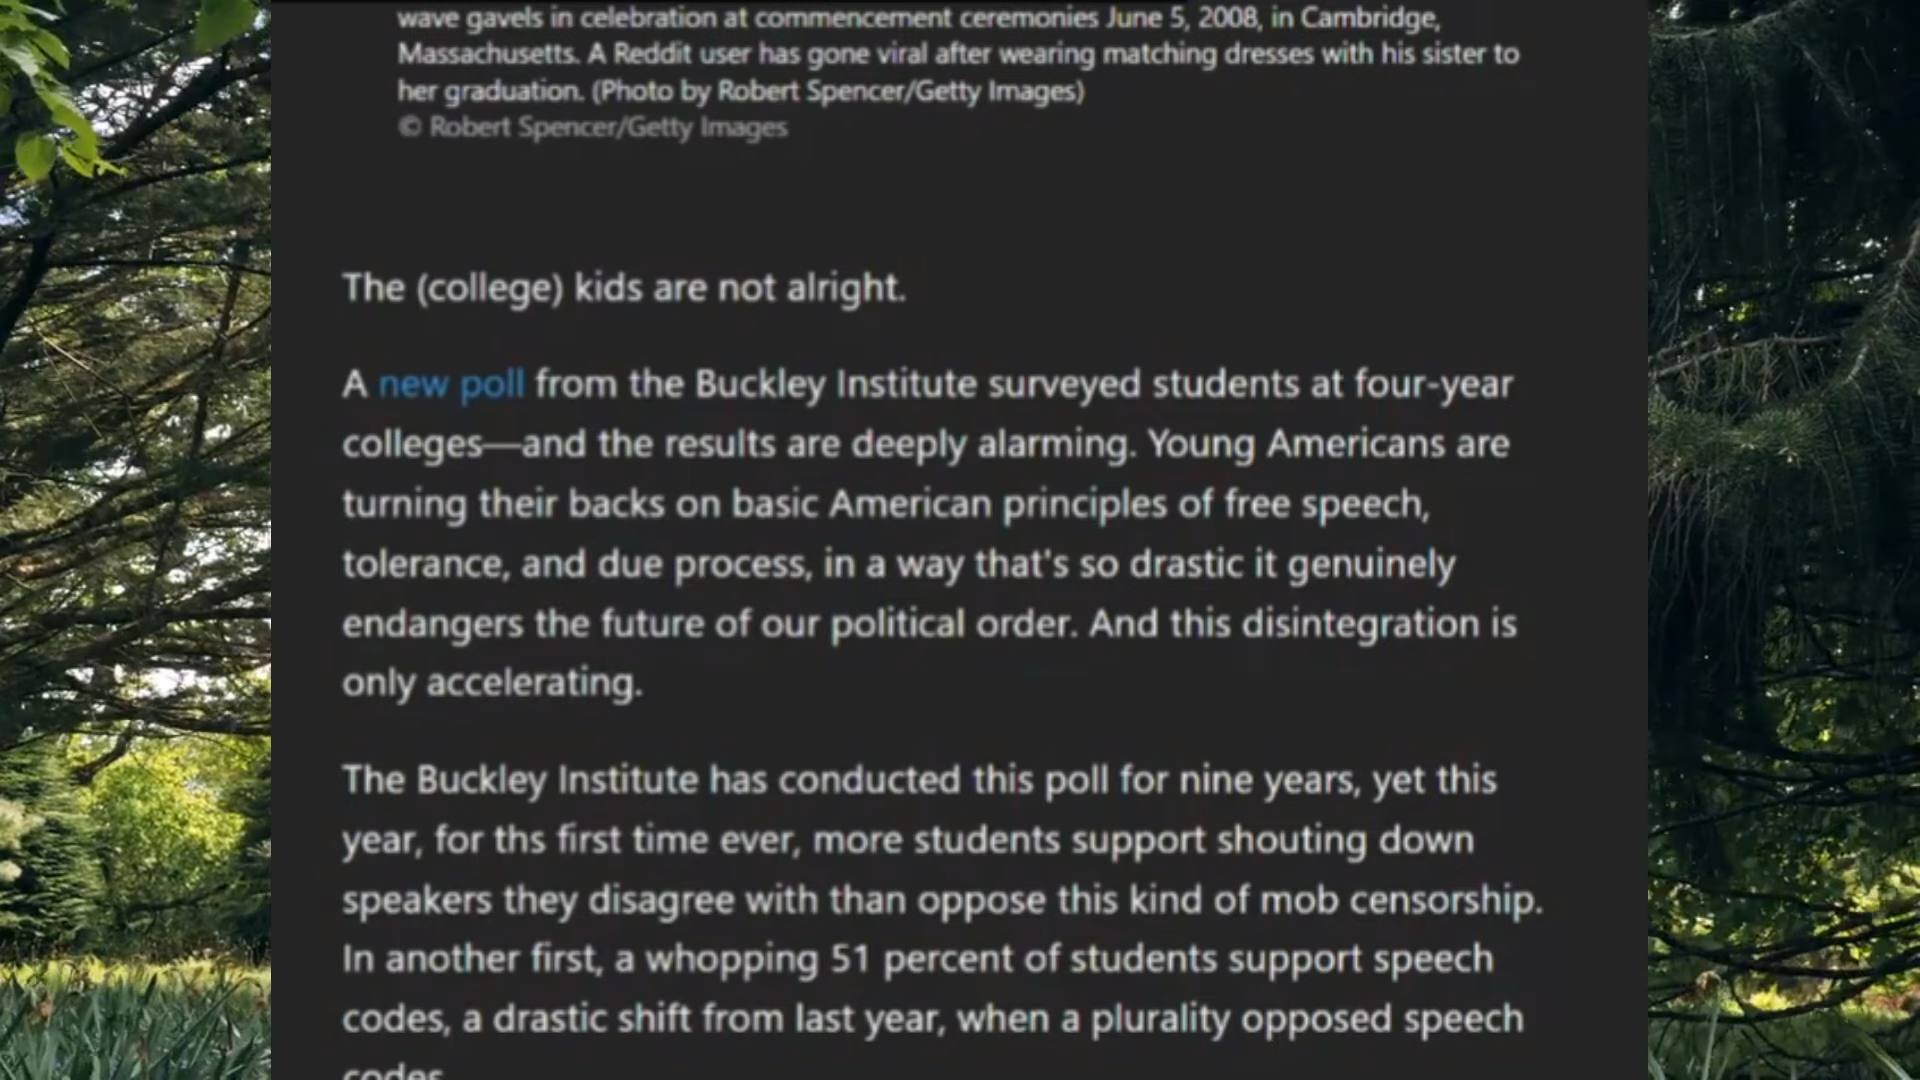 wave gavels in celebration at commencement ceremonies June 5, 2008, in Cambridge,
Massachusetts. A Reddit user has gone viral after wearing matching dresses with his sister to
her graduation. (Photo by Robert Spencer/Getty Images)
© Robert Spencer/Getty Images
The (college) kids are not alright.
A new poll from the Buckley Institute surveyed students at four-year
colleges—and the results are deeply alarming. Young Americans are
turning their backs on basic American principles of free speech,
tolerance, and due process, in a way that's so drastic it genuinely
endangers the future of our political order. And this disintegration is
only accelerating.
The Buckley Institute has conducted this poll for nine years, yet this
year, for ths first time ever, more students support shouting down
speakers they disagree with than oppose this kind of mob censorship.
In another first, a whopping 51 percent of students support speech
codes, a drastic shift from last year, when a plurality opposed speech
codes